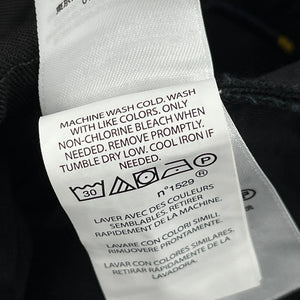 MACHINE WASH COLD. WASH
WITH LIKE COLORS. ONLY
NON-CHLORINE BLEACH WHEN
NEEDED. REMOVE PROMPTLY.
TUMBLE DRY LOW. COOL IRON IF
NEEDED.
30 P
n°1529
LAVER AVEC DES COULEURS
SEMBLABLES. RETIRER
RAPIDEMENT DE LA MACHINE.
LAVARE CON COLORI SIMILI.
RIMUOVERE PRONTAMENTE.
LAVAR CON COLORES SIMILARES.
RETIRAR RÁPIDAMENTE DE LA
LAVADORA.